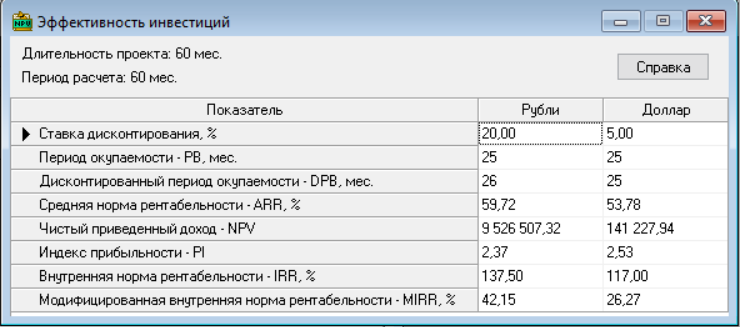 NPV Эффективность инвестиций
Длительность проекта: 60 мес.
Период расчета: 60 мес.
Справка
Показатель Рубли Доллар
Ставка дисконтирования, % 20,00 5,00
Период окупаемости - PB, мес. 25 25
Дисконтированный период окупаемости - DPB, мес. 26 25
Средняя норма рентабельности - ARR, % 59,72 53,78
Чистый приведенный доход - NPV 9 526 507,32 141 227,94
Индекс прибыльности - PI 2,37 2,53
Внутренняя норма рентабельности - IRR, % 137,50 117,00
Модифицированная внутренняя норма рентабельности - MIRR, % 42,15 26,27